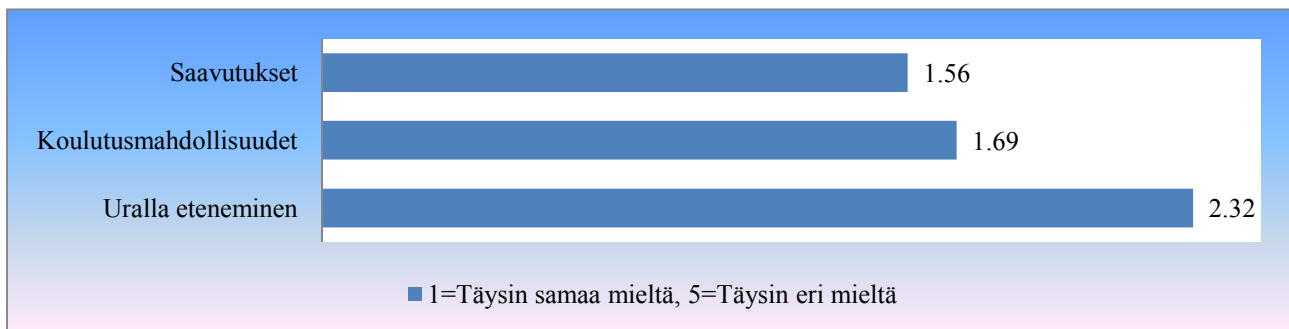 Saavutukset 1.56
Koulutusmahdollisuudet 1.69
Uralla eteneminen 2.32
1=Täysin samaa mieltä, 5=Täysin eri mieltä